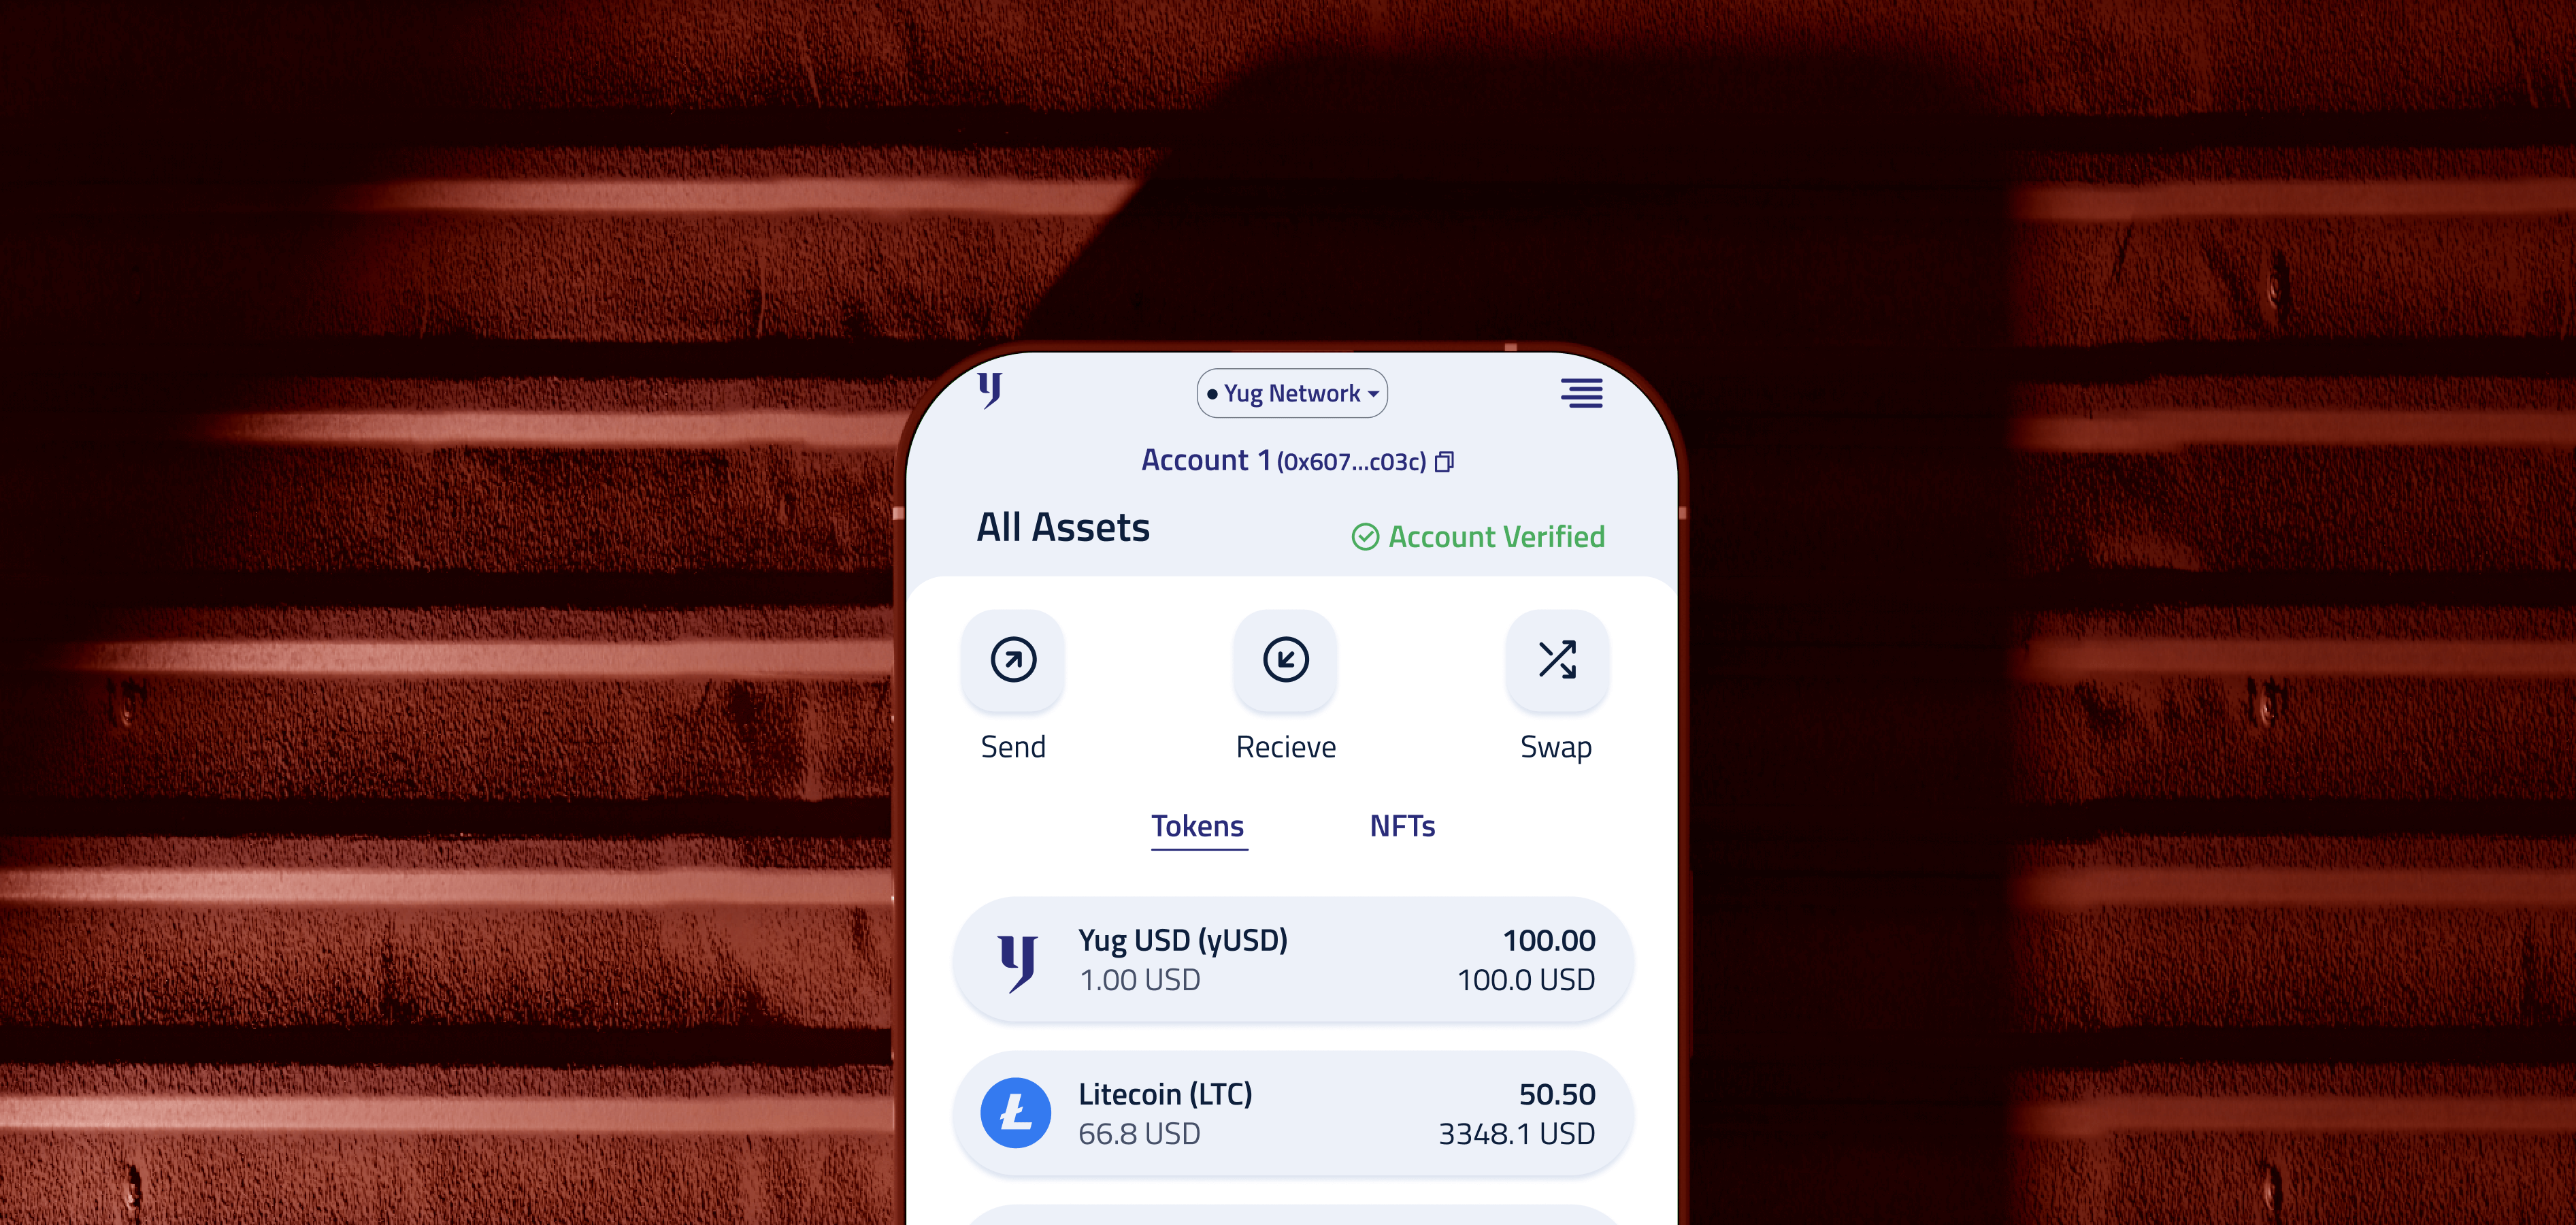 Yug Network
Account 1 (0x607...c03c)
All Assets
Account Verified
Send
Recieve
Swap
Tokens
NFTs
Yug USD (yUSD)
100.00
1.00 USD
100.0 USD
Litecoin (LTC)
50.50
66.8 USD
3348.1 USD